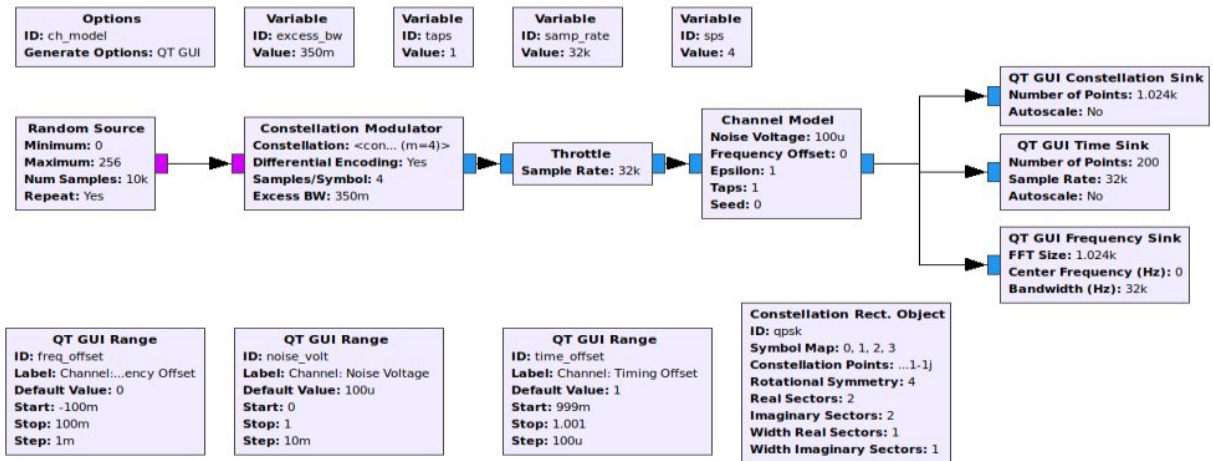 Options
ID: ch_model
Generate Options: QT GUI
Variable
ID: excess_bw
Value: 350m
Variable
ID: taps
Value: 1
Variable
ID: samp_rate
Value: 32k
Variable
ID: sps
Value: 4
Random Source
Minimum: 0
Maximum: 256
Num Samples: 10k
Repeat: Yes
Constellation Modulator
Constellation: <con... (m=4)>
Differential Encoding: Yes
Samples/Symbol: 4
Excess BW: 350m
Throttle
Sample Rate: 32k
Channel Model
Noise Voltage: 100u
Frequency Offset: 0
Epsilon: 1
Taps: 1
Seed: 0
QT GUI Constellation Sink
Number of Points: 1.024k
Autoscale: No
QT GUI Time Sink
Number of Points: 200
Sample Rate: 32k
Autoscale: No
QT GUI Frequency Sink
FFT Size: 1.024k
Center Frequency (Hz): 0
Bandwidth (Hz): 32k
QT GUI Range
ID: freq_offset
Label: Channel:...ency Offset
Default Value: 0
Start: -100m
Stop: 100m
Step: 1m
QT GUI Range
ID: noise_volt
Label: Channel: Noise Voltage
Default Value: 100u
Start: 0
Stop: 1
Step: 10m
QT GUI Range
ID: time_offset
Label: Channel: Timing Offset
Default Value: 1
Start: 999m
Stop: 1.001
Step: 100u
Constellation Rect. Object
ID: qpsk
Symbol Map: 0, 1, 2, 3
Constellation Points: ...1-1j
Rotational Symmetry: 4
Real Sectors: 2
Imaginary Sectors: 2
Width Real Sectors: 1
Width Imaginary Sectors: 1